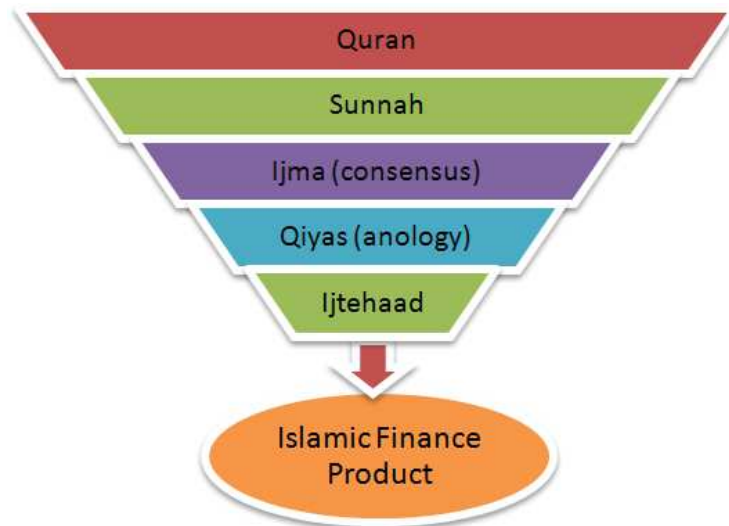 Quran
Sunnah
Ijma (consensus)
Qiyas (anology)
Ijtehaad
Islamic Finance
Product